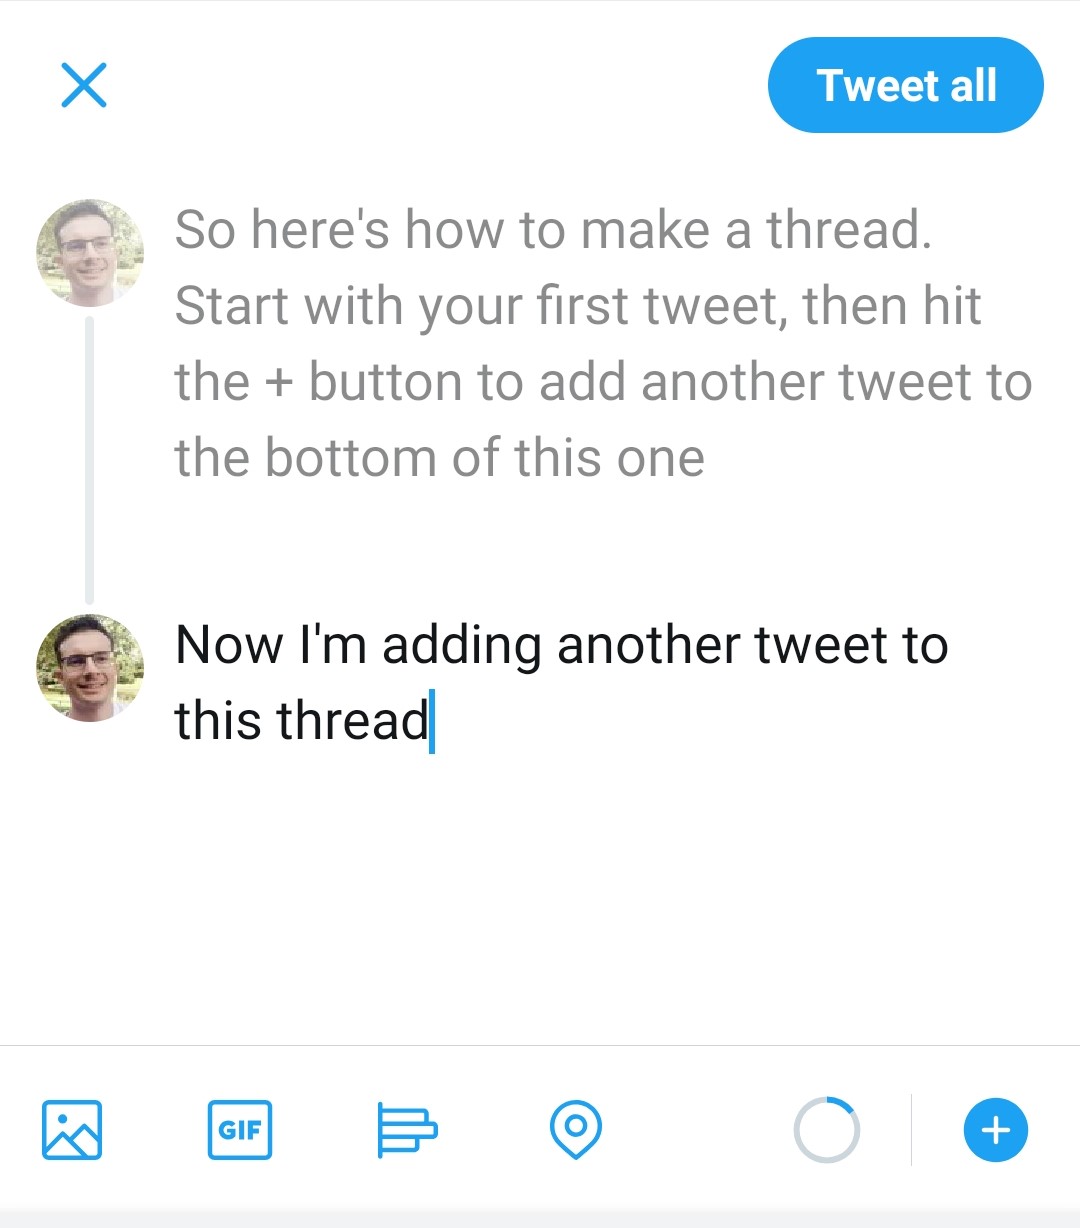 Tweet all
So here's how to make a thread.
Start with your first tweet, then hit
the + button to add another tweet to
the bottom of this one
Now I'm adding another tweet to
this thread
GIF